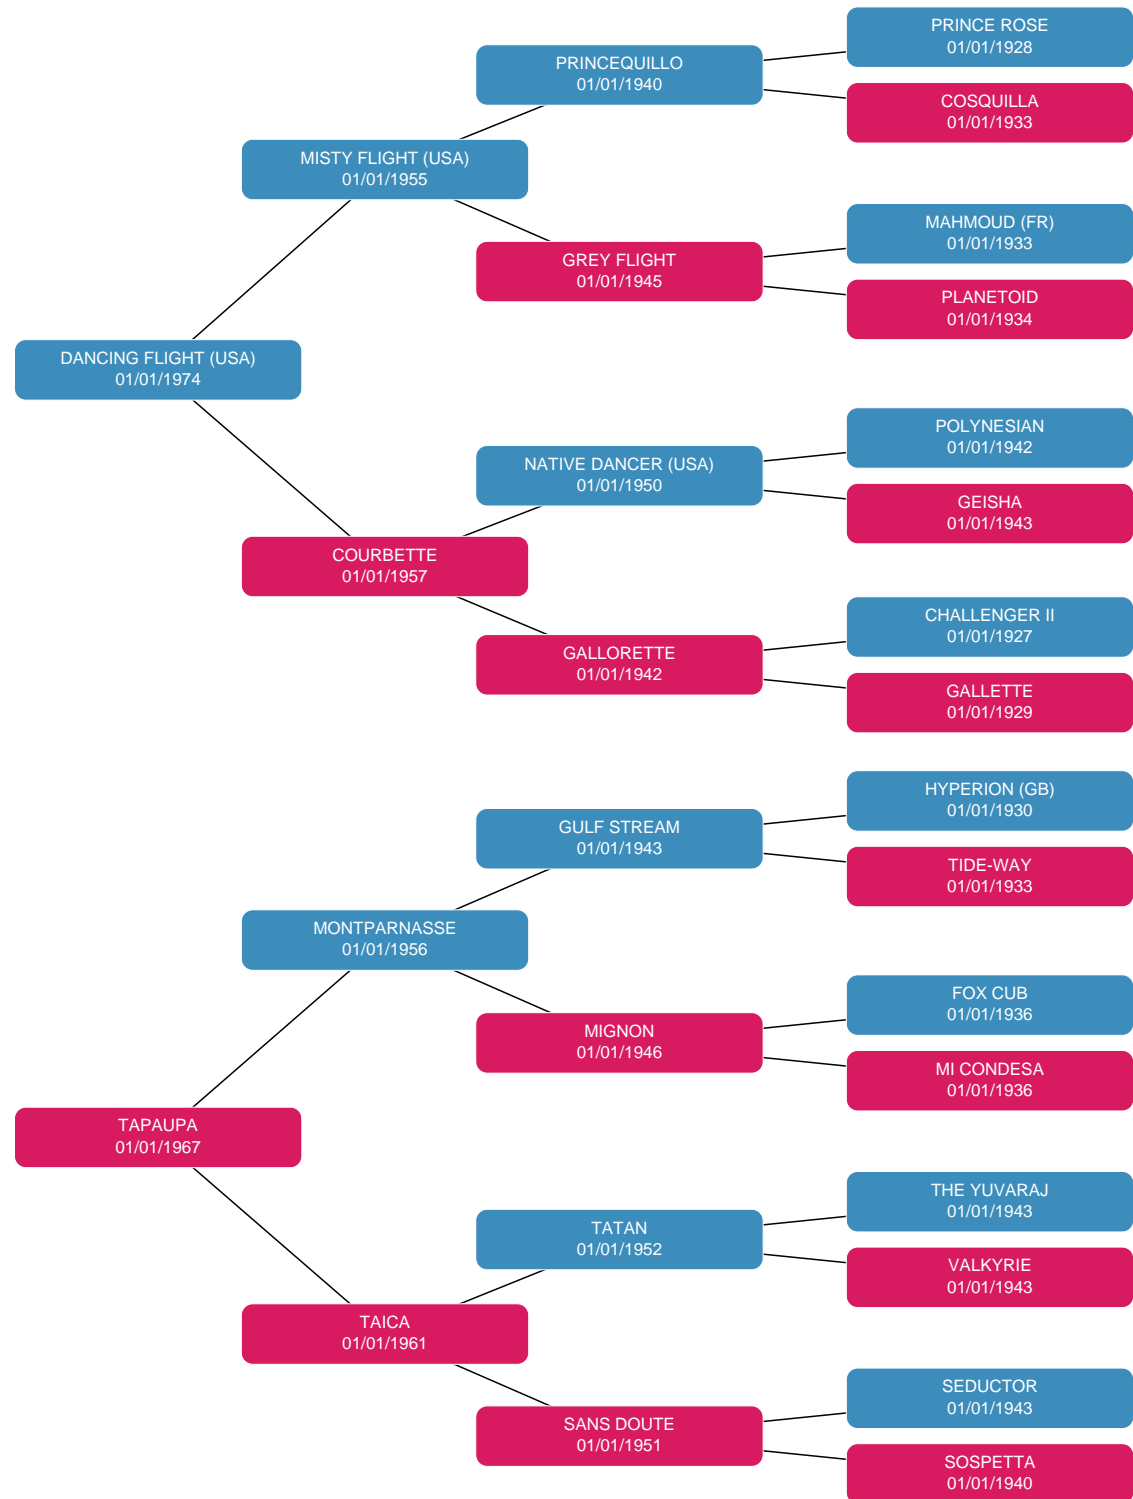 PRINCE ROSE
01/01/1928
PRINCEQUILLO
01/01/1940
COSQUILLA
01/01/1933
MISTY FLIGHT (USA)
01/01/1955
MAHMOUD (FR)
01/01/1933
GREY FLIGHT
01/01/1945
PLANETOID
01/01/1934
DANCING FLIGHT (USA)
01/01/1974
POLYNESIAN
01/01/1942
NATIVE DANCER (USA)
01/01/1950
GEISHA
01/01/1943
COURBETTE
01/01/1957
CHALLENGER II
01/01/1927
GALLORETTE
01/01/1942
GALLETTE
01/01/1929
HYPERION (GB)
01/01/1930
GULF STREAM
01/01/1943
TIDE-WAY
01/01/1933
MONTPARNASSE
01/01/1956
FOX CUB
01/01/1936
MIGNON
01/01/1946
MI CONDESA
01/01/1936
TAPAUPA
01/01/1967
THE YUVARAJ
01/01/1943
TATAN
01/01/1952
VALKYRIE
01/01/1943
TAICA
01/01/1961
SEDUCTOR
01/01/1943
SANS DOUTE
01/01/1951
SOSPETTA
01/01/1940